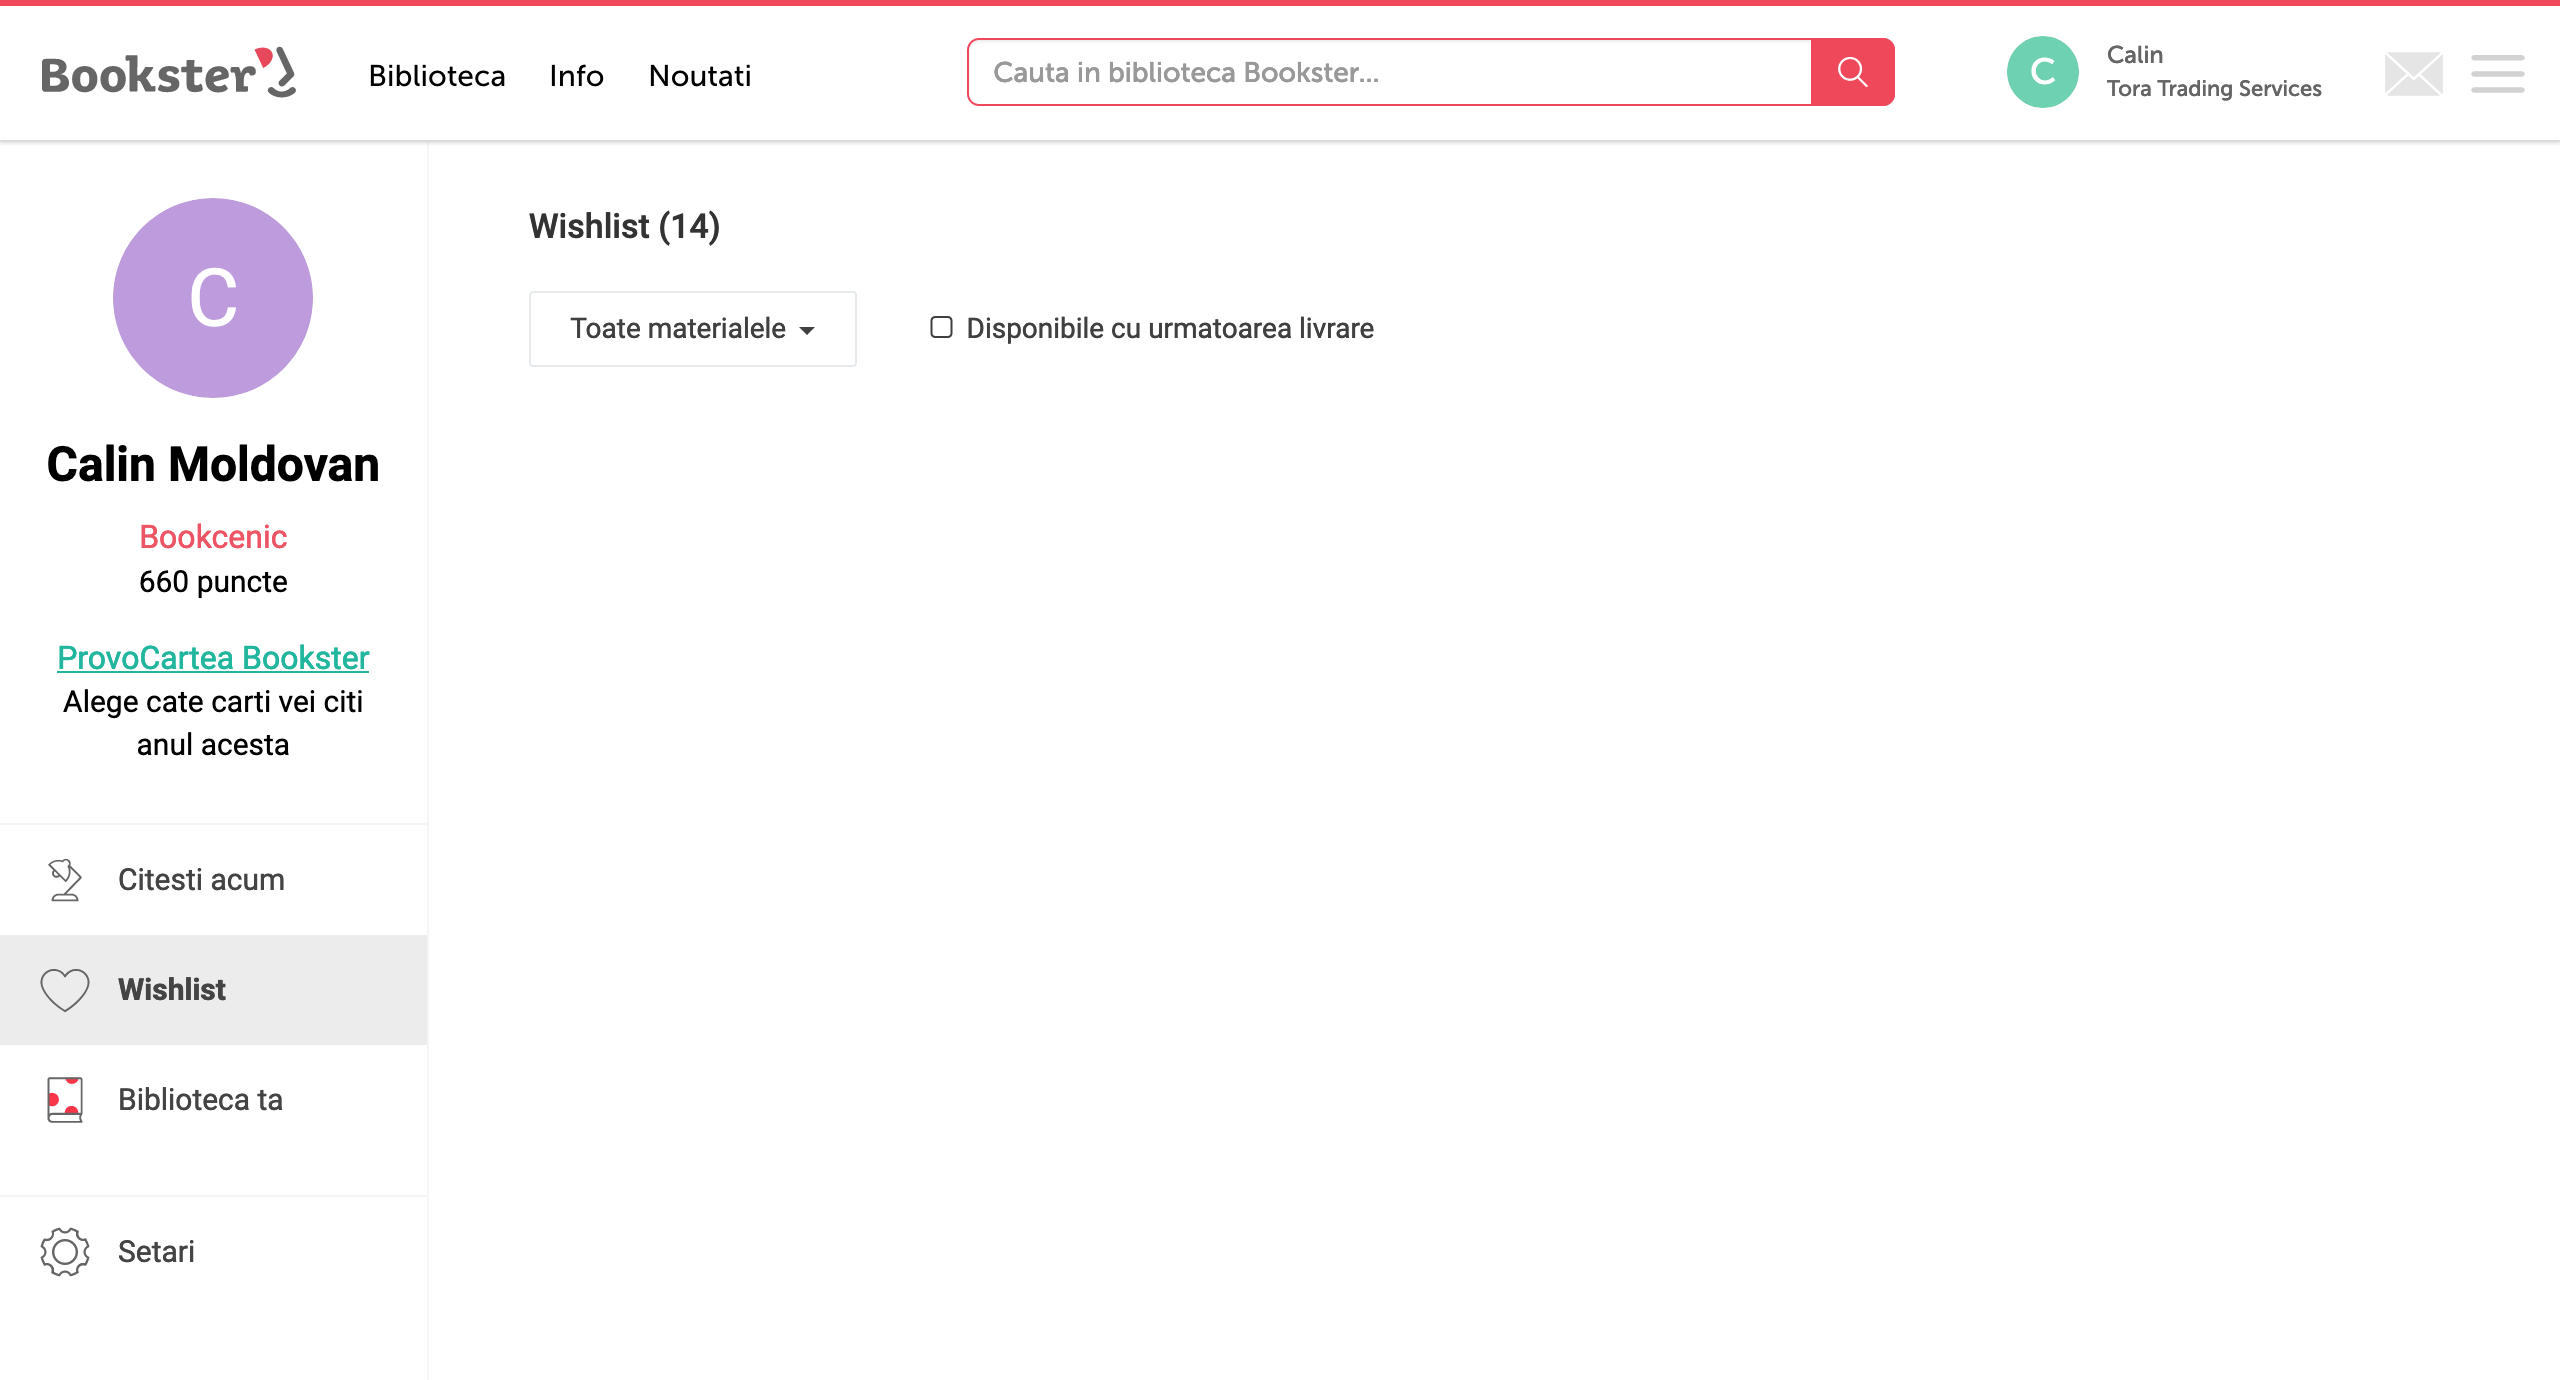 Bookster
Biblioteca
Info
Noutati
Cauta in biblioteca Bookster...
C
Calin
Tora Trading Services
C
Calin Moldovan
Bookcenic
660 puncte
ProvoCartea Bookster
Alege cate carti vei citi
anul acesta
Citesti acum
Wishlist
Biblioteca ta
Setari
Wishlist (14)
Toate materialele
Disponibile cu urmatoarea livrare